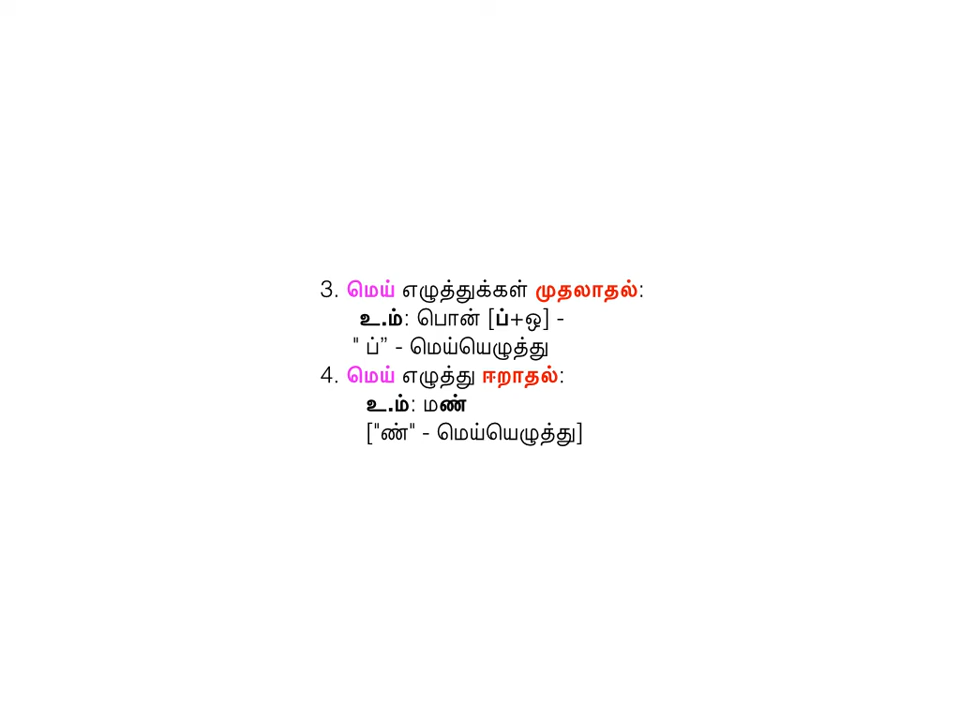 3. மெய் எழுத்துக்கள் முதலாதல்:
உ.ம்: பொன் [ப்+ஒ] -
" ப்” - மெய்யெழுத்து
4. மெய் எழுத்து ஈறாதல்:
உ.ம்: மண்
["ண்" - மெய்யெழுத்து]